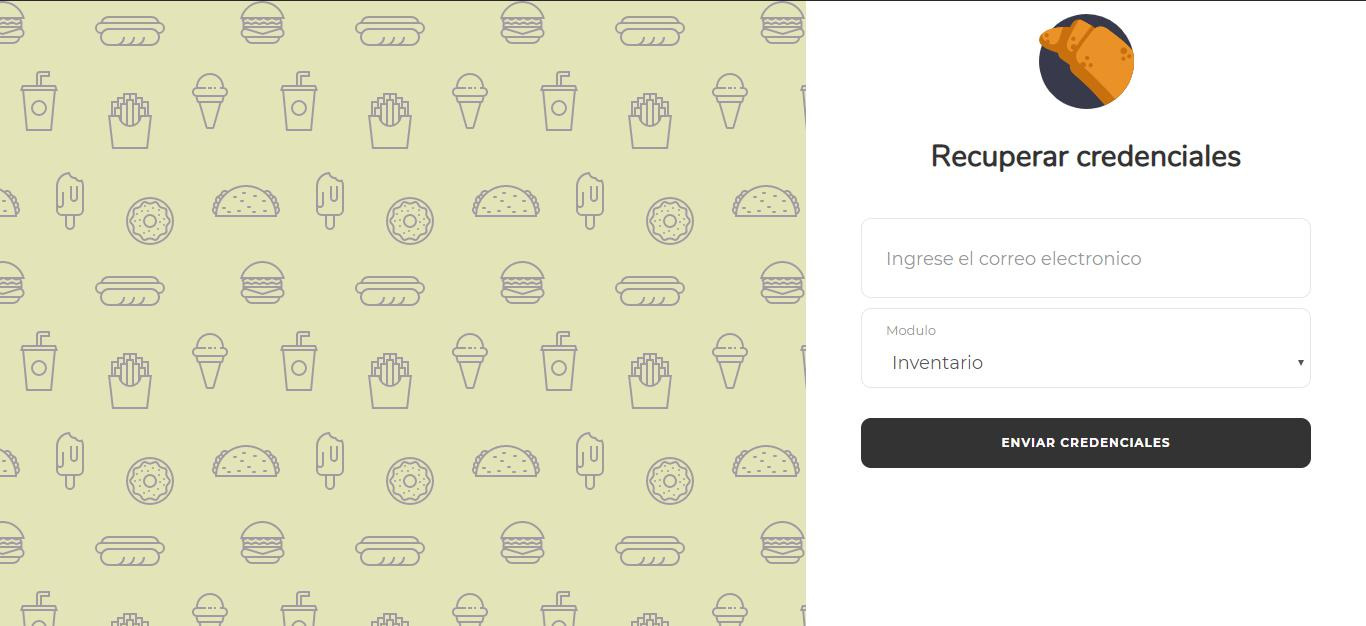 Recuperar credenciales
Ingrese el correo electronico
Modulo
Inventario
ENVIAR CREDENCIALES